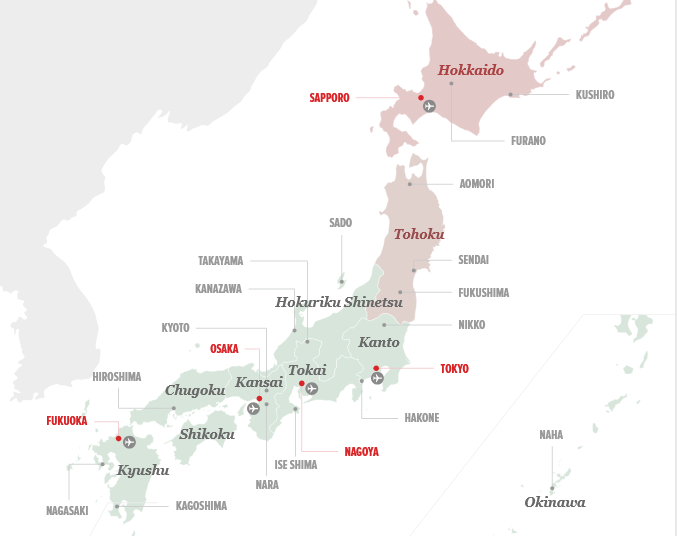 Hokkaido
SAPPORO
KUSHIRO
FURANO
AOMORI
SADO
Tohoku
TAKAYAMA
SENDAI
KANAZAWA
FUKUSHIMA
Hokuriku Shinetsu
KYOTO
NIKKO
OSAKA
Kanto
Tokai
TOKYO
HIROSHIMA
Kansai
Chugoku
FUKUOKA
HAKONE
Shikoku
NAHA
NAGOYA
ISE SHIMA
Kyushu
NARA
Okinawa
NAGASAKI
KAGOSHIMA